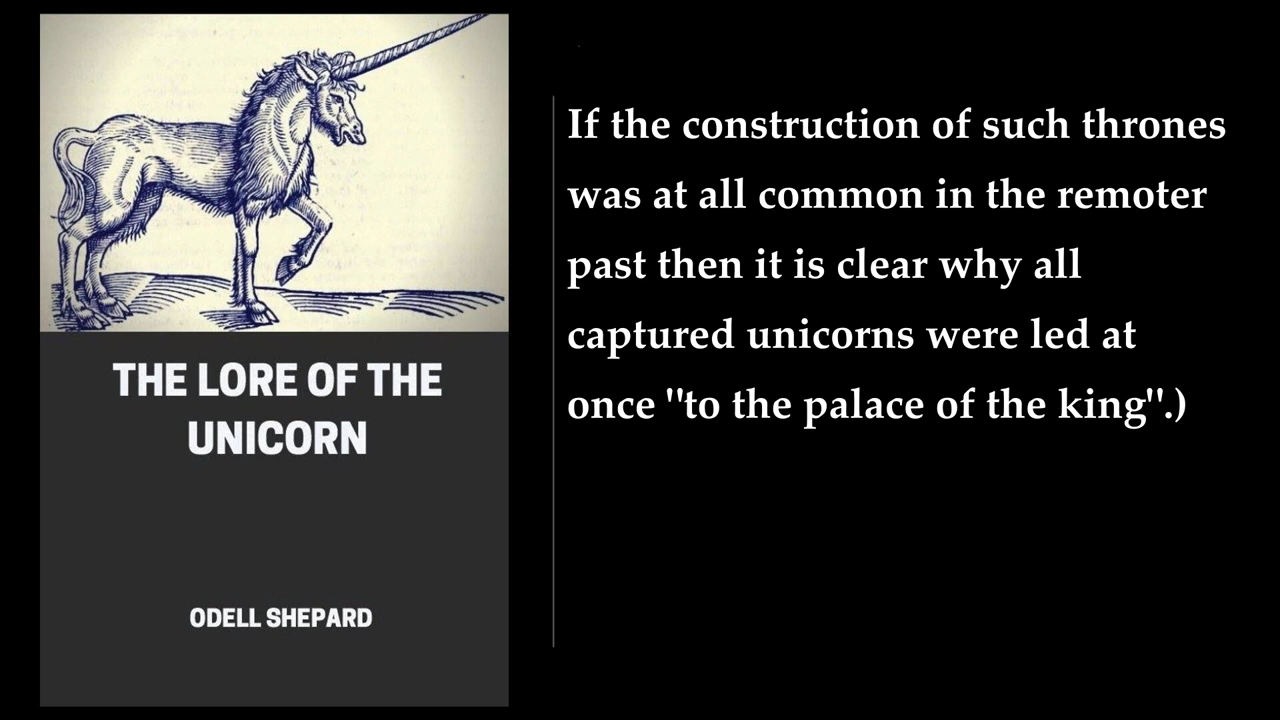 THE LORE OF THE
UNICORN
ODELL SHEPARD
If the construction of such thrones
was at all common in the remoter
past then it is clear why all
captured unicorns were led at
once "to the palace of the king".)